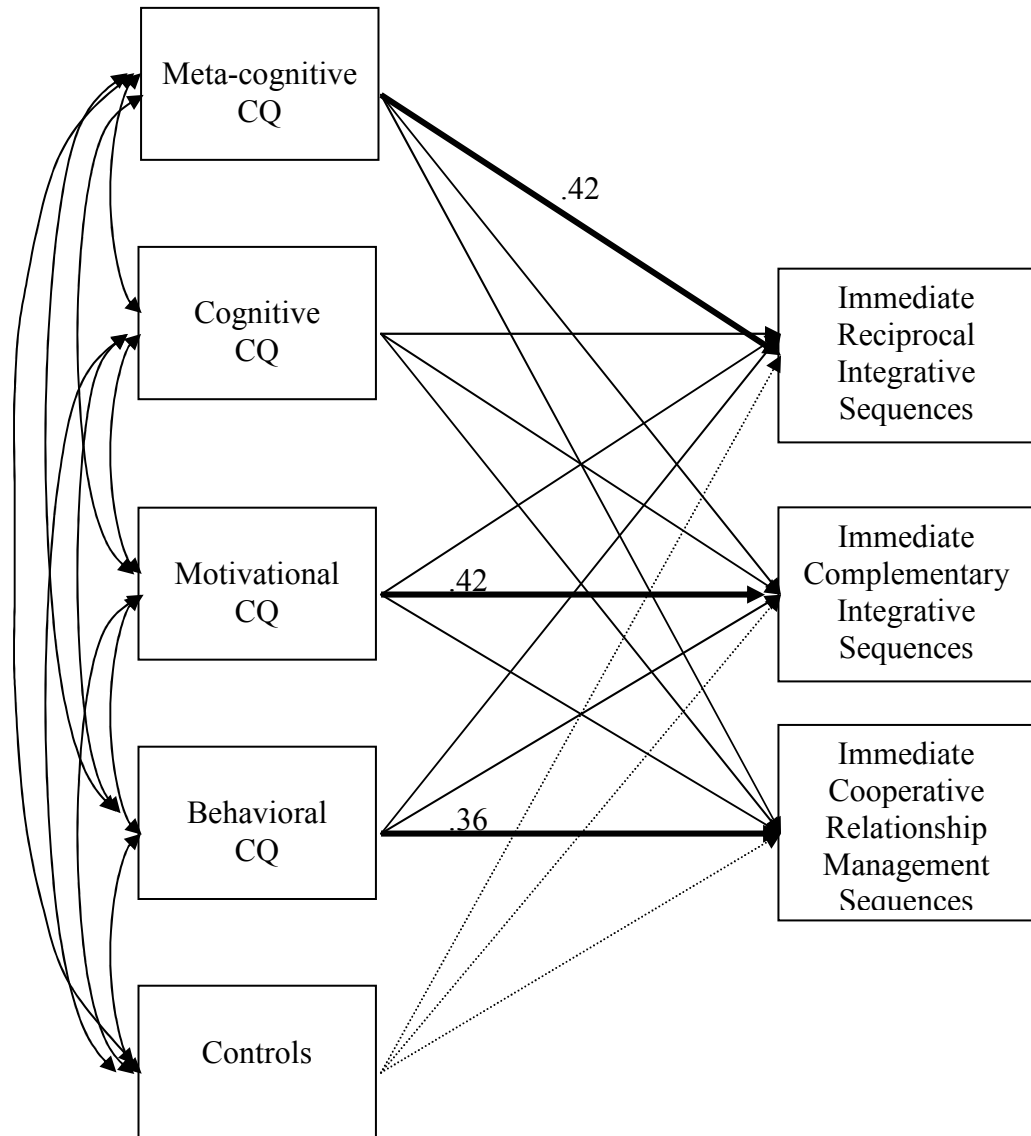 Meta-cognitive
CQ
.42
Cognitive
CQ
Immediate
Reciprocal
Integrative
Sequences
Motivational
CQ
.42
Immediate
Complementary
Integrative
Sequences
Behavioral
CQ
.36
Immediate
Cooperative
Relationship
Management
Sequences
Controls